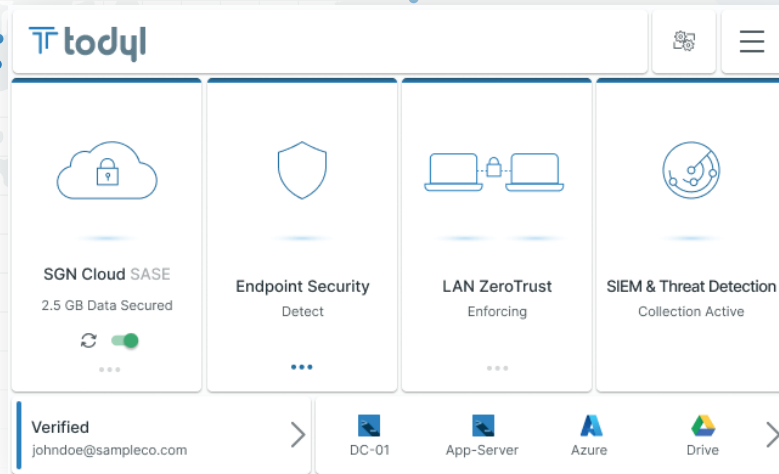 todyl
SGN Cloud SASE
2.5 GB Data Secured
Endpoint Security
Detect
LAN ZeroTrust
Enforcing
SIEM & Threat Detection
Collection Active
Verified
johndoe@sampleco.com
DC-01
App-Server
Azure
Drive